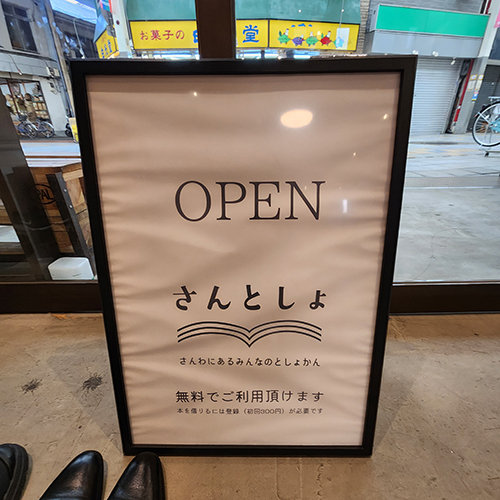 お菓子の
堂
OPEN
さんとしょ
さんわにあるみんなのとしょかん
無料でご利用頂けます
本を借りるには登録（初回300円）が必要です